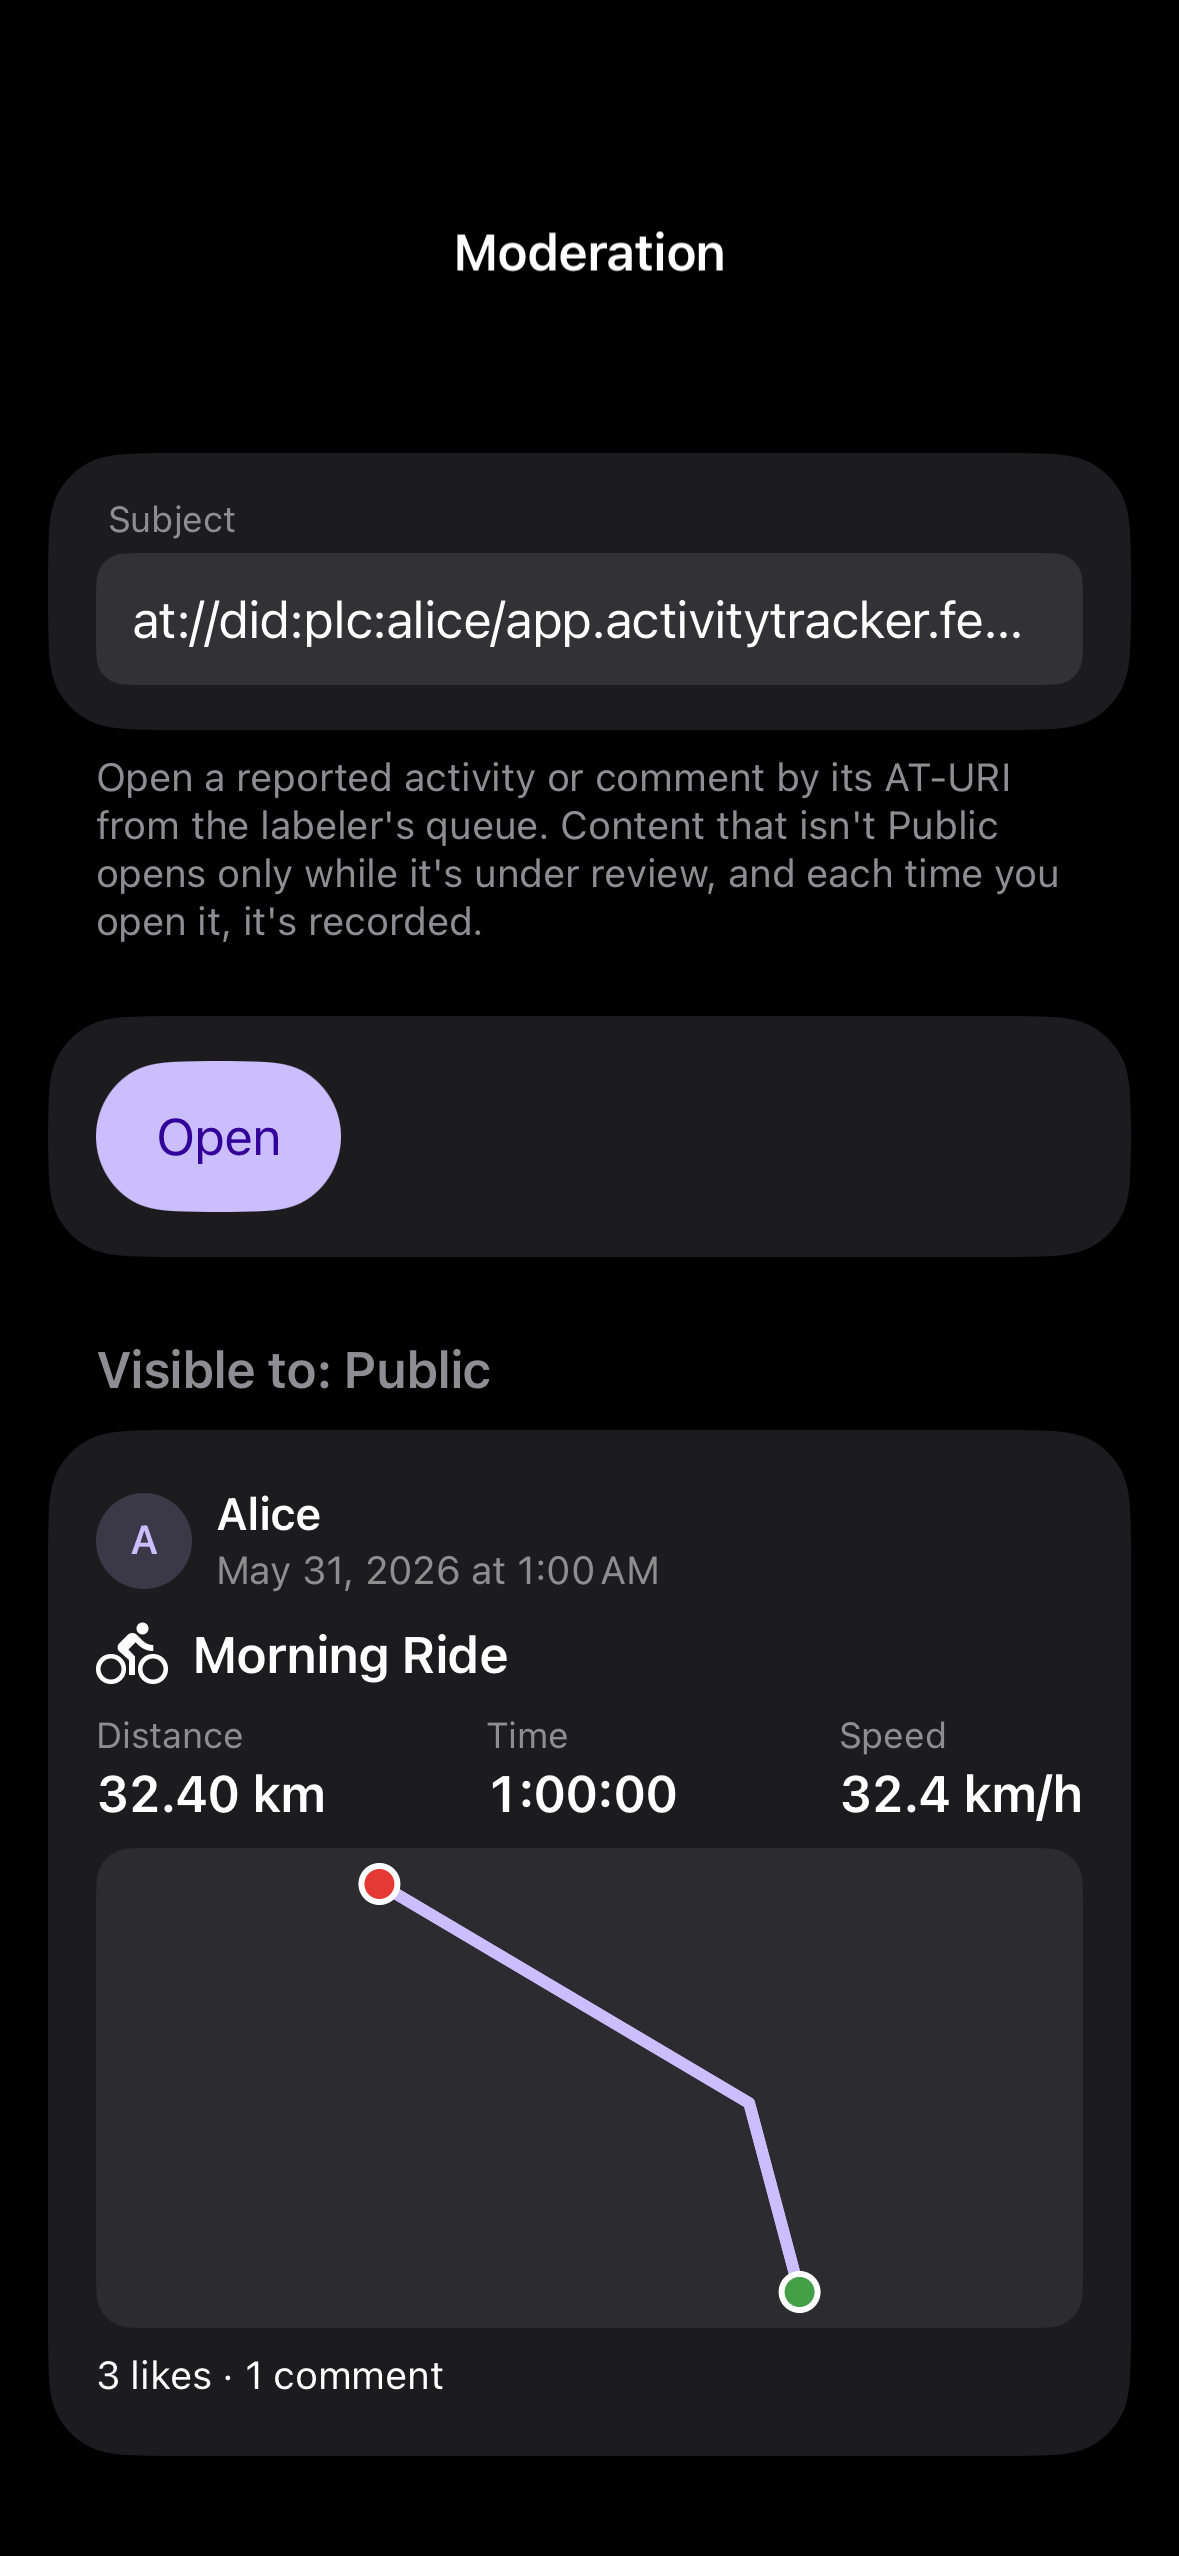 Moderation
Subject
at://did:plc:alice/app.activitytracker.fe...
Open a reported activity or comment by its AT-URI
from the labeler's queue. Content that isn't Public
opens only while it's under review, and each time you
open it, it's recorded.
Open
Visible to: Public
A
Alice
May 31, 2026 at 1:00 AM
Morning Ride
Distance Time Speed
32.40 km 1:00:00 32.4 km/h
3 likes · 1 comment